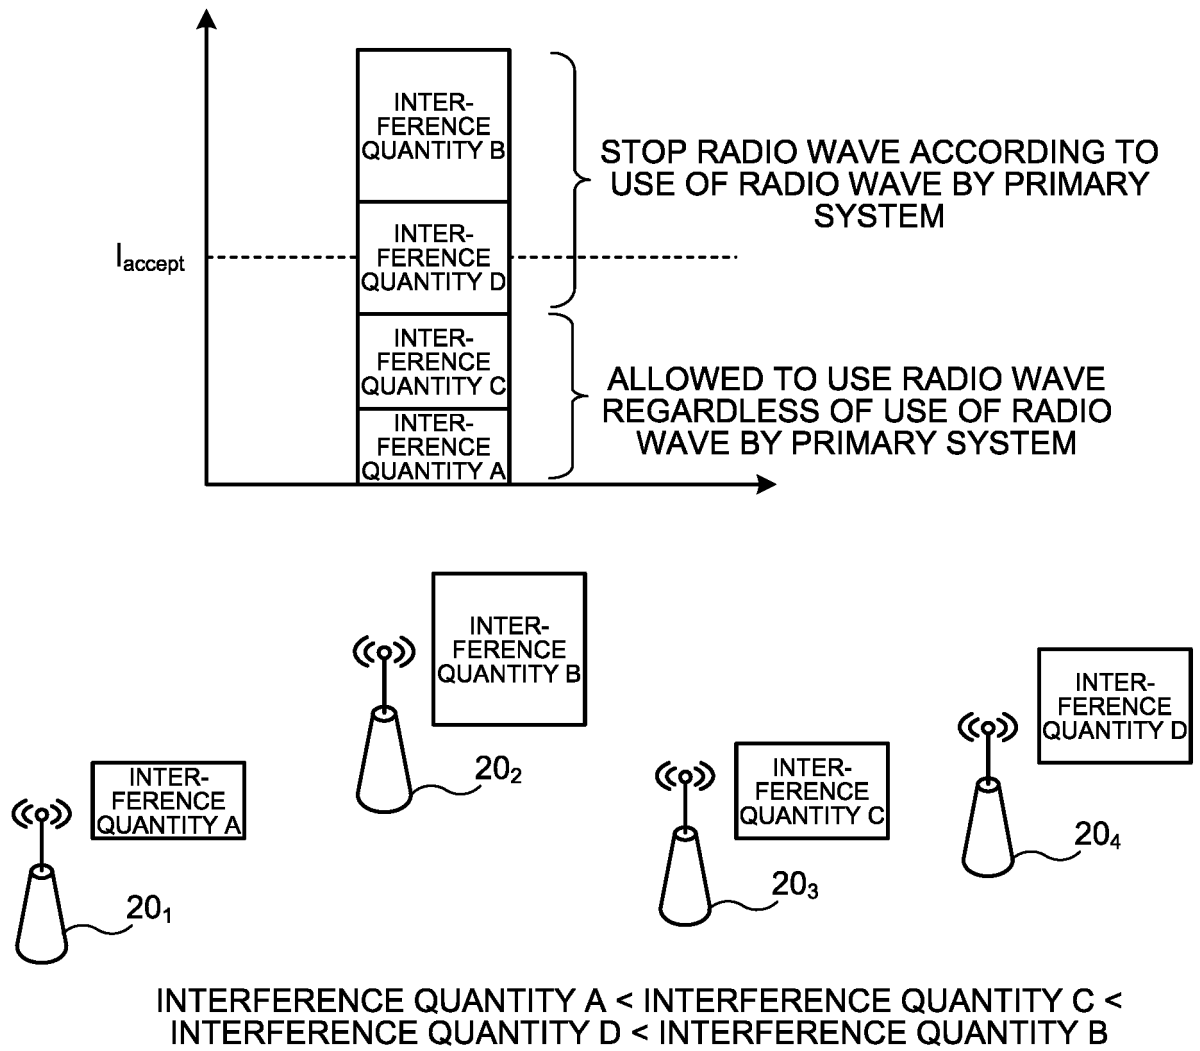 INTER-
FERENCE
QUANTITY B
STOP RADIO WAVE ACCORDING TO
USE OF RADIO WAVE BY PRIMARY
SYSTEM
INTER-
FERENCE
QUANTITY D
Iaccept
INTER-
FERENCE
QUANTITY C
ALLOWED TO USE RADIO WAVE
REGARDLESS OF USE OF RADIO
WAVE BY PRIMARY SYSTEM
INTER-
FERENCE
QUANTITY A
INTER-
FERENCE
QUANTITY B
20₂
INTER-
FERENCE
QUANTITY D
20₄
INTER-
FERENCE
QUANTITY A
20₁
INTER-
FERENCE
QUANTITY C
20₃
INTERFERENCE QUANTITY A < INTERFERENCE QUANTITY C <
INTERFERENCE QUANTITY D < INTERFERENCE QUANTITY B